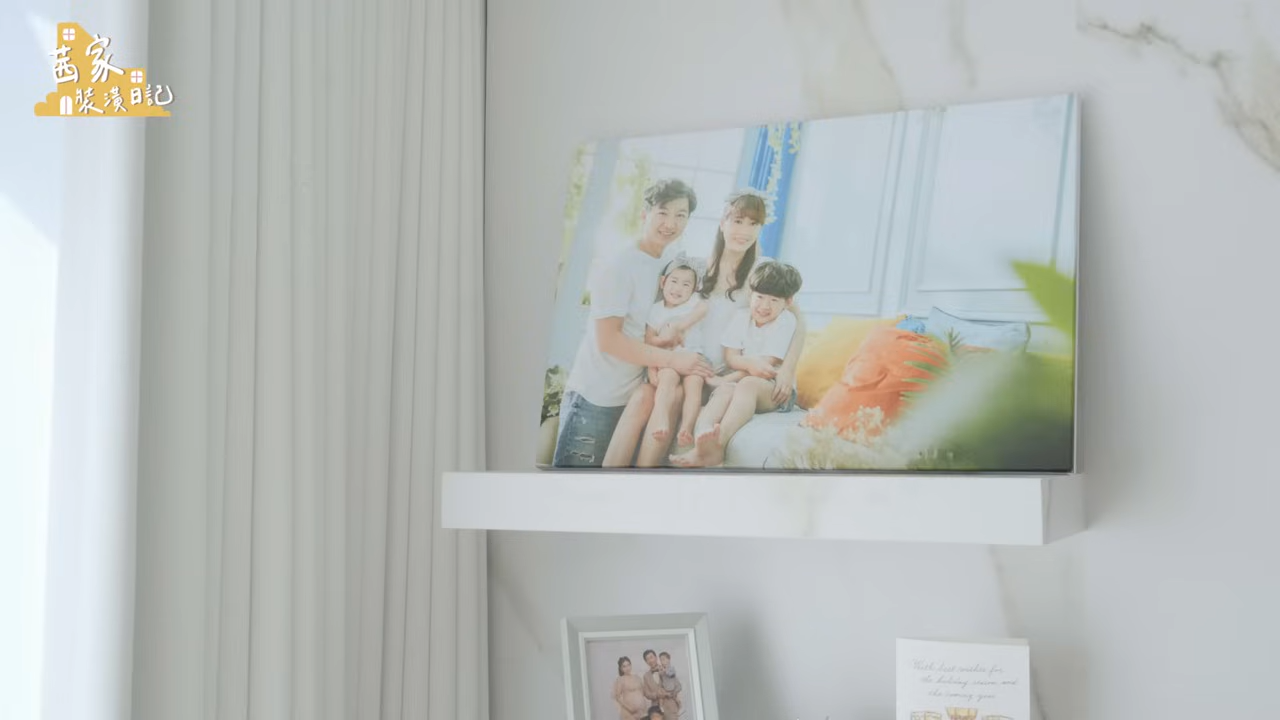 茜家
裝潢日記
With best wishes for
the holiday season and
the coming year